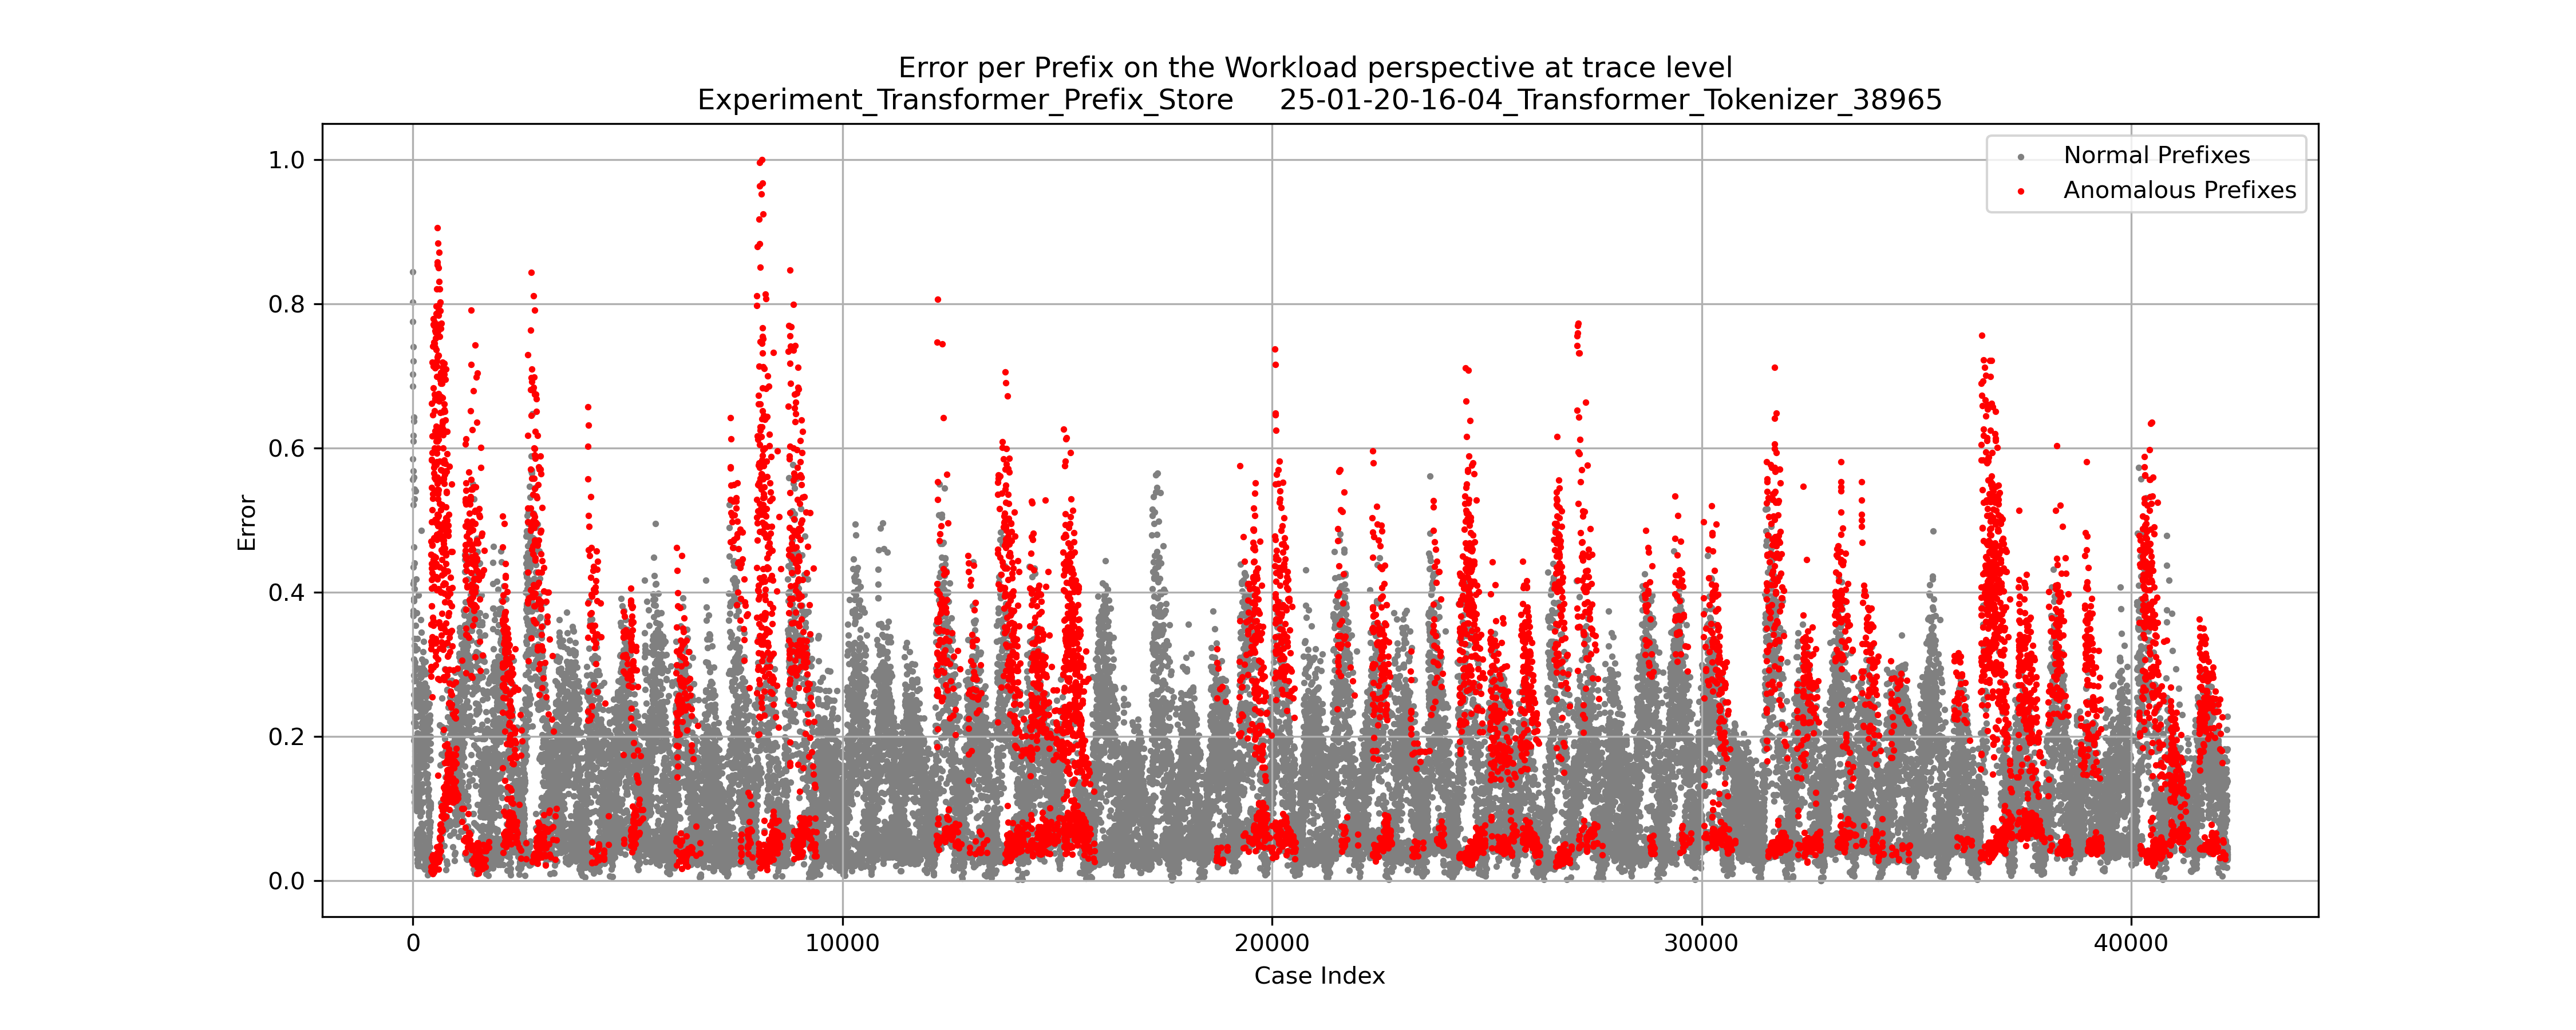 Error per Prefix on the Workload perspective at trace level
Experiment_Transformer_Prefix_Store 25-01-20-16-04_Transformer_Tokenizer_38965
Normal Prefixes
Anomalous Prefixes
1.0
0.8
0.6
0.4
0.2
0.0
Error
0 10000 20000 30000 40000
Case Index